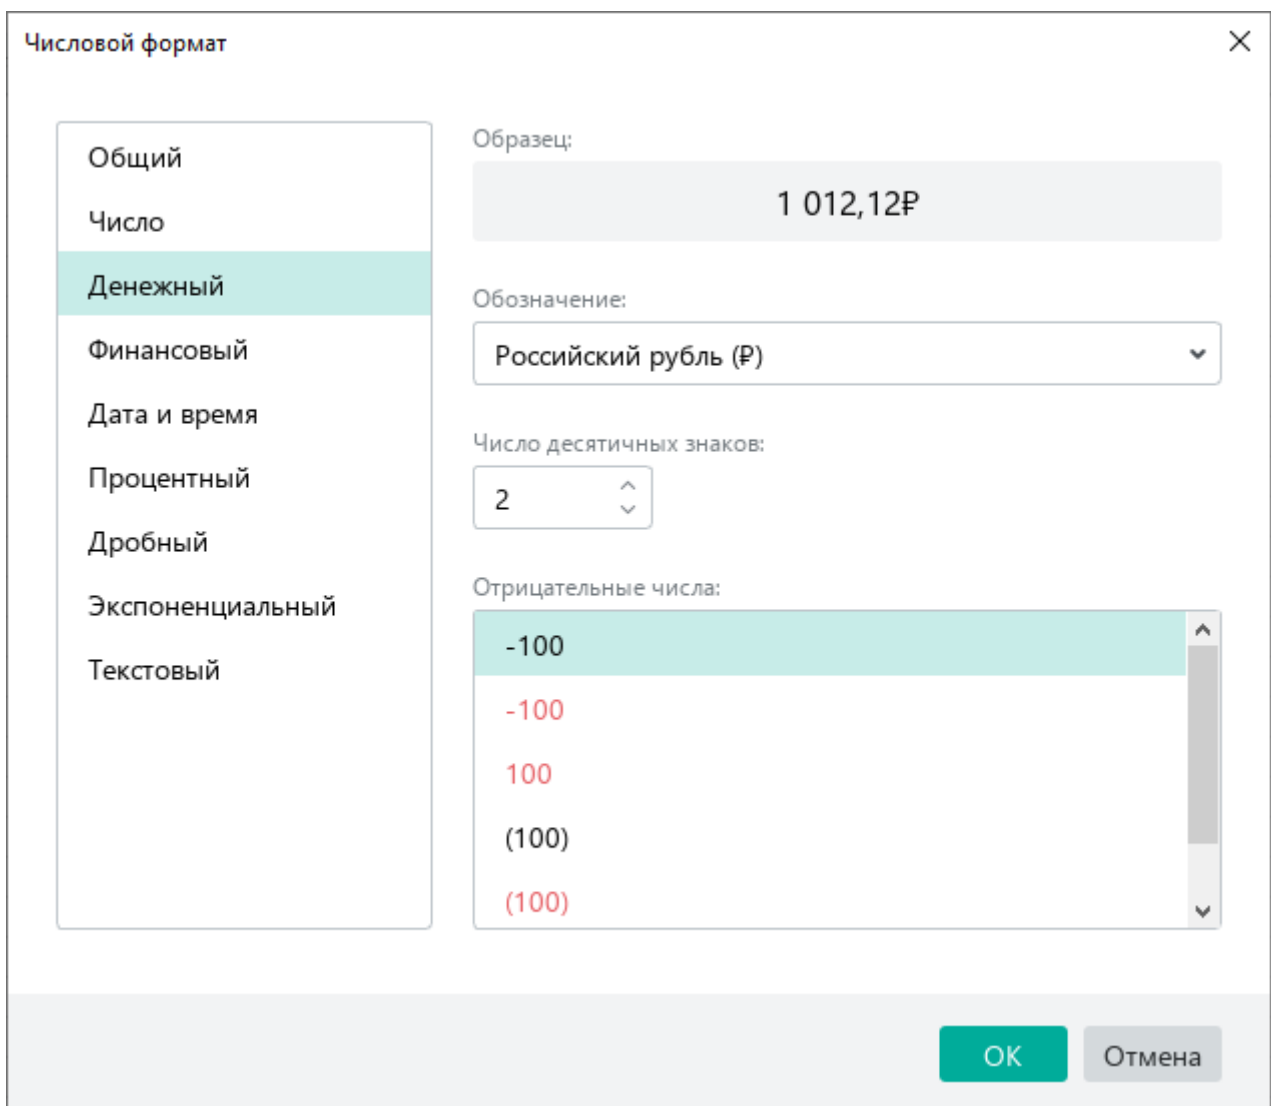 Числовой формат
Общий
Число
Денежный
Финансовый
Дата и время
Процентный
Дробный
Экспоненциальный
Текстовый
Образец:
1 012,12₽
Обозначение:
Российский рубль (₽)
Число десятичных знаков:
2
Отрицательные числа:
-100
-100
100
(100)
(100)
ОК
Отмена